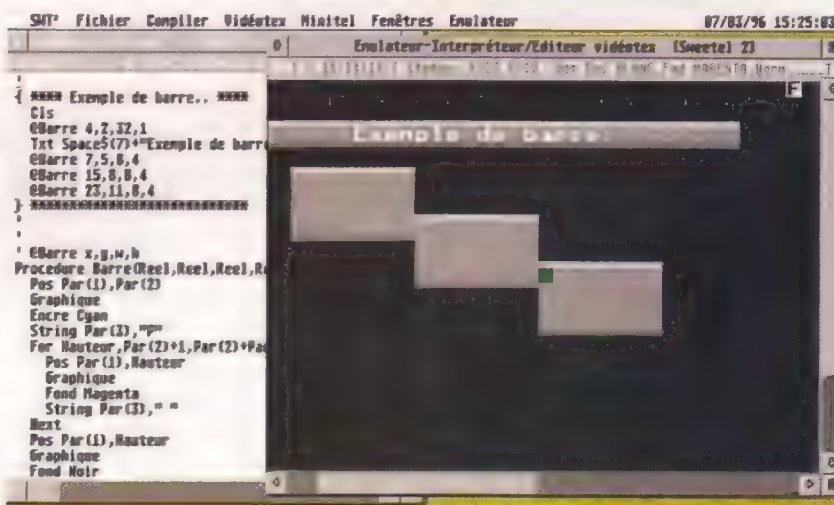 SWT² Fichier Compiler Vidéotex Minitel Fenêtres Emulateur 07/03/96 15:25:03
Emulateur-Interpréteur/Editeur vidéotex [Sweetel 2]
F
{ **** Exemple de barre.. ****
Cls
@Barre 4,2,32,1
Txt Space$(7)+"Exemple de barre
@Barre 7,5,8,4
@Barre 15,8,8,4
@Barre 23,11,8,4
} ****************************
' @Barre x,y,w,h
Procedure Barre(Reel,Reel,Reel,R
Pos Par(1),Par(2)
Graphique
Encre Cyan
String Par(3),"P"
For Hauteur,Par(2)+1,Par(2)+Pa
Pos Par(1),Hauteur
Graphique
Fond Magenta
String Par(3)," "
Next
Pos Par(1),Hauteur
Graphique
Fond Noir
Exemple de barre.